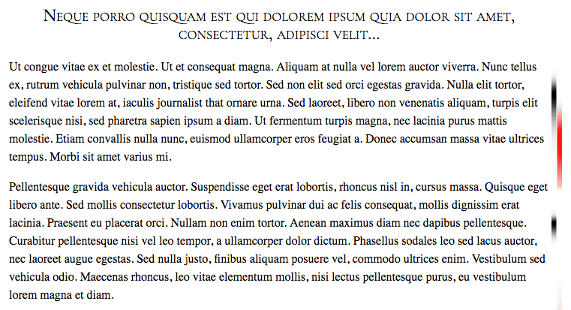 Neque porro quisquam est qui dolorem ipsum quia dolor sit amet,
consectetur, adipisci velit...
Ut congue vitae ex et molestie. Ut et consequat magna. Aliquam at nulla vel lorem auctor viverra. Nunc tellus
ex, rutrum vehicula pulvinar non, tristique sed tortor. Sed non elit sed orci egestas gravida. Nulla elit tortor,
eleifend vitae lorem at, iaculis journalist that ornare urna. Sed laoreet, libero non venenatis aliquam, turpis elit
scelerisque nisi, sed pharetra sapien ipsum a diam. Ut fermentum turpis magna, nec lacinia purus mattis
molestie. Etiam convallis nulla nunc, euismod ullamcorper eros feugiat a. Donec accumsan massa vitae ultrices
tempus. Morbi sit amet varius mi.
Pellentesque gravida vehicula auctor. Suspendisse eget erat lobortis, rhoncus nisl in, cursus massa. Quisque eget
libero ante. Sed mollis consectetur lobortis. Vivamus pulvinar dui ac felis consequat, mollis dignissim erat
lacinia. Praesent eu placerat orci. Nullam non enim tortor. Aenean maximus diam nec dapibus pellentesque.
Curabitur pellentesque nisi vel leo tempor, a ullamcorper dolor dictum. Phasellus sodales leo sed lacus auctor,
nec laoreet augue egestas. Sed nulla justo, finibus aliquam posuere vel, commodo ultrices enim. Vestibulum sed
vehicula odio. Maecenas rhoncus, leo vitae elementum mollis, nisi lectus pellentesque purus, eu vestibulum
lorem magna et diam.